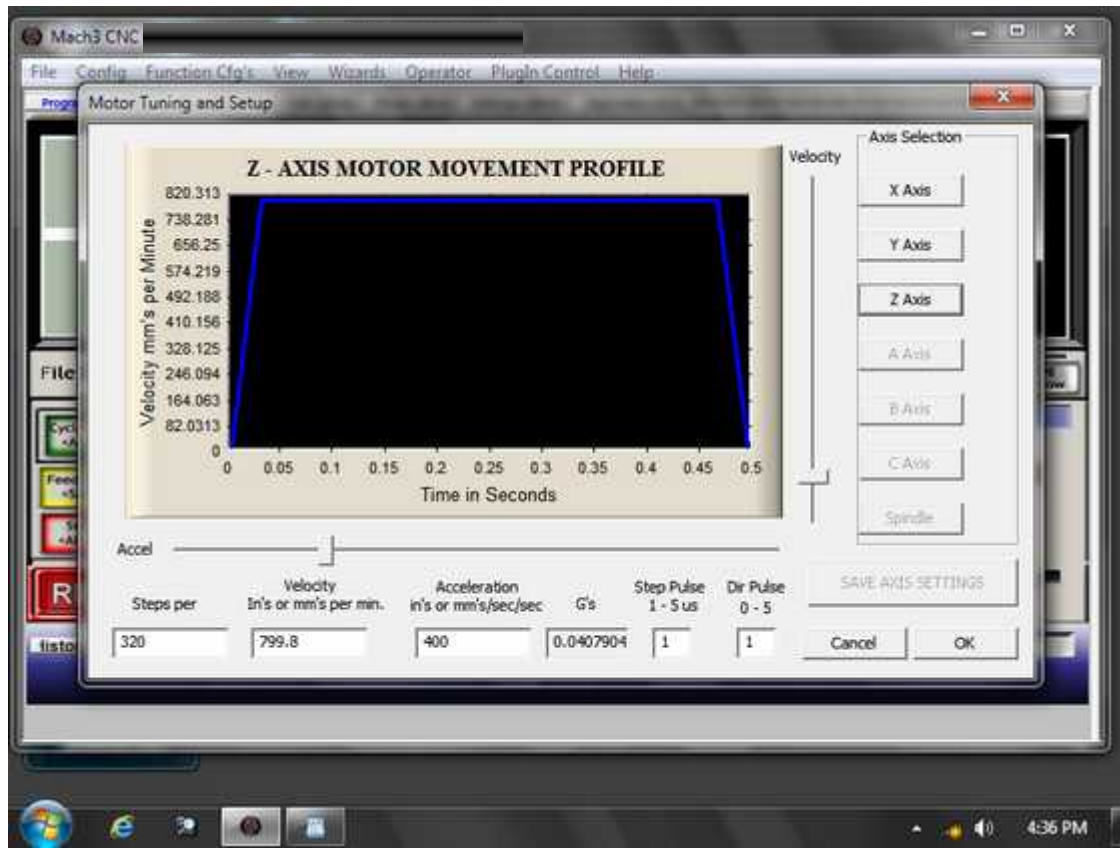 Mach3 CNC
File Config Function Cfg's View Wizards Operator PlugIn Control Help
Motor Tuning and Setup
Axis Selection
Velocity
Z - AXIS MOTOR MOVEMENT PROFILE
X Axis
Y Axis
Z Axis
A Axis
B Axis
C Axis
Spindle
Velocity mm's per Minute
820.313
738.281
656.25
574.219
492.188
410.156
328.125
246.094
164.063
82.0313
0
0 0.05 0.1 0.15 0.2 0.25 0.3 0.35 0.4 0.45 0.5
Time in Seconds
Accel
Steps per
Velocity
In's or mm's per min.
Acceleration
in's or mm's/sec/sec
G's
Step Pulse
1 - 5 us
Dir Pulse
0 - 5
SAVE AXIS SETTINGS
320 799.8 400 0.0407904 1 1
Cancel OK
File
R
4:36 PM